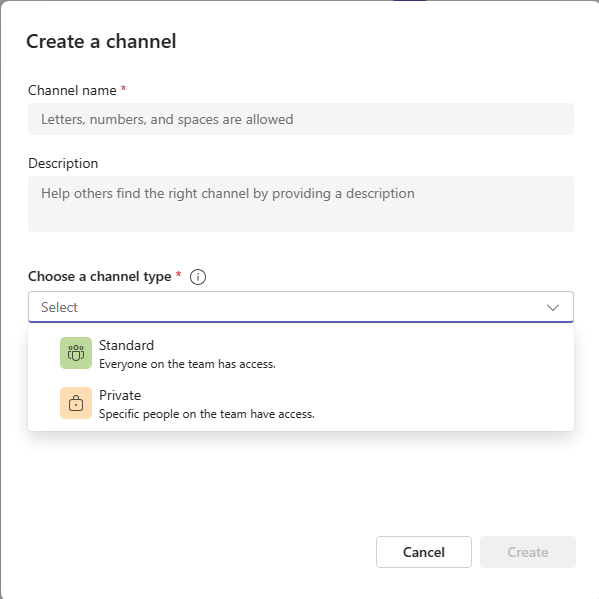 Create a channel
Channel name *
Letters, numbers, and spaces are allowed
Description
Help others find the right channel by providing a description
Choose a channel type *
Select
Standard
Everyone on the team has access.
Private
Specific people on the team have access.
Cancel
Create